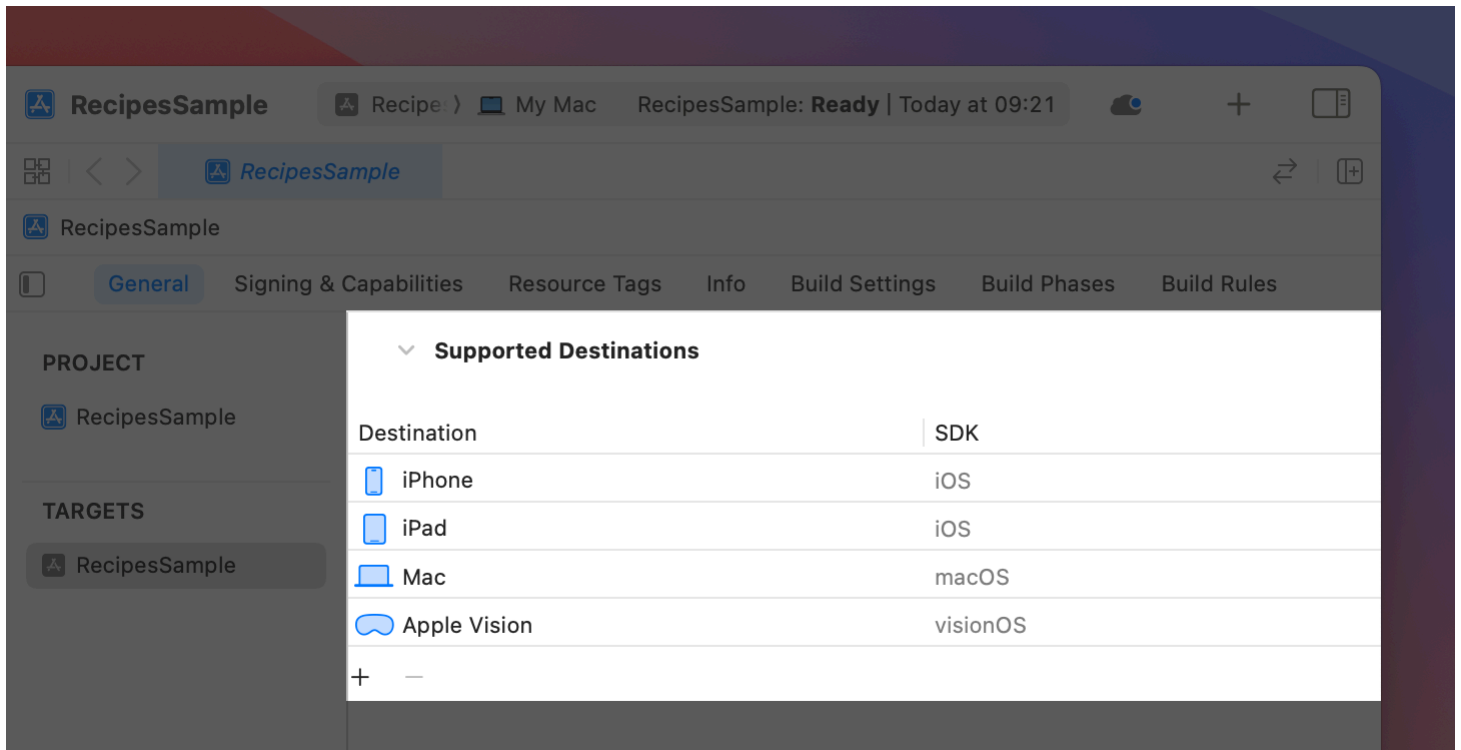 RecipesSample Recipe⟩ My Mac RecipesSample: Ready | Today at 09:21
RecipesSample
RecipesSample
General Signing & Capabilities Resource Tags Info Build Settings Build Phases Build Rules
PROJECT
RecipesSample
TARGETS
RecipesSample
Supported Destinations
Destination SDK
iPhone iOS
iPad iOS
Mac macOS
Apple Vision visionOS